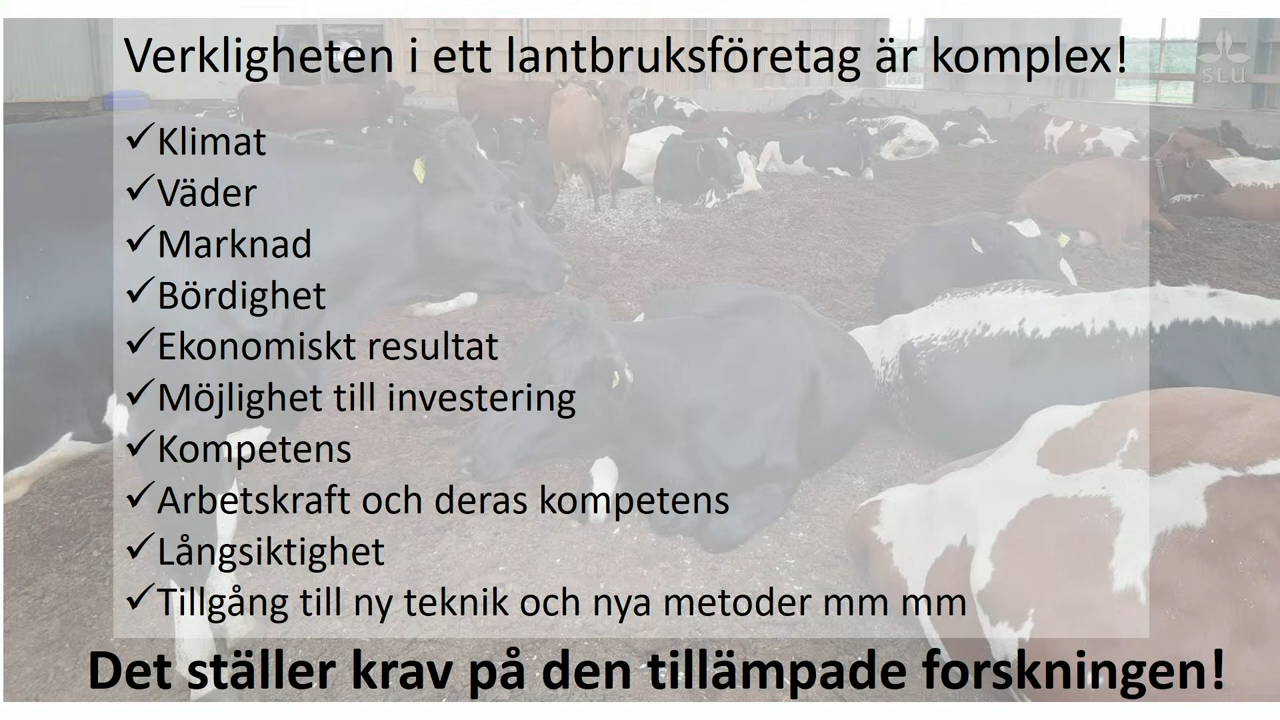 Verkligheten i ett lantbruksföretag är komplex!
SLU
✓Klimat
✓Väder
✓Marknad
✓Bördighet
✓Ekonomiskt resultat
✓Möjlighet till investering
✓Kompetens
✓Arbetskraft och deras kompetens
✓Långsiktighet
✓Tillgång till ny teknik och nya metoder mm mm
Det ställer krav på den tillämpade forskningen!